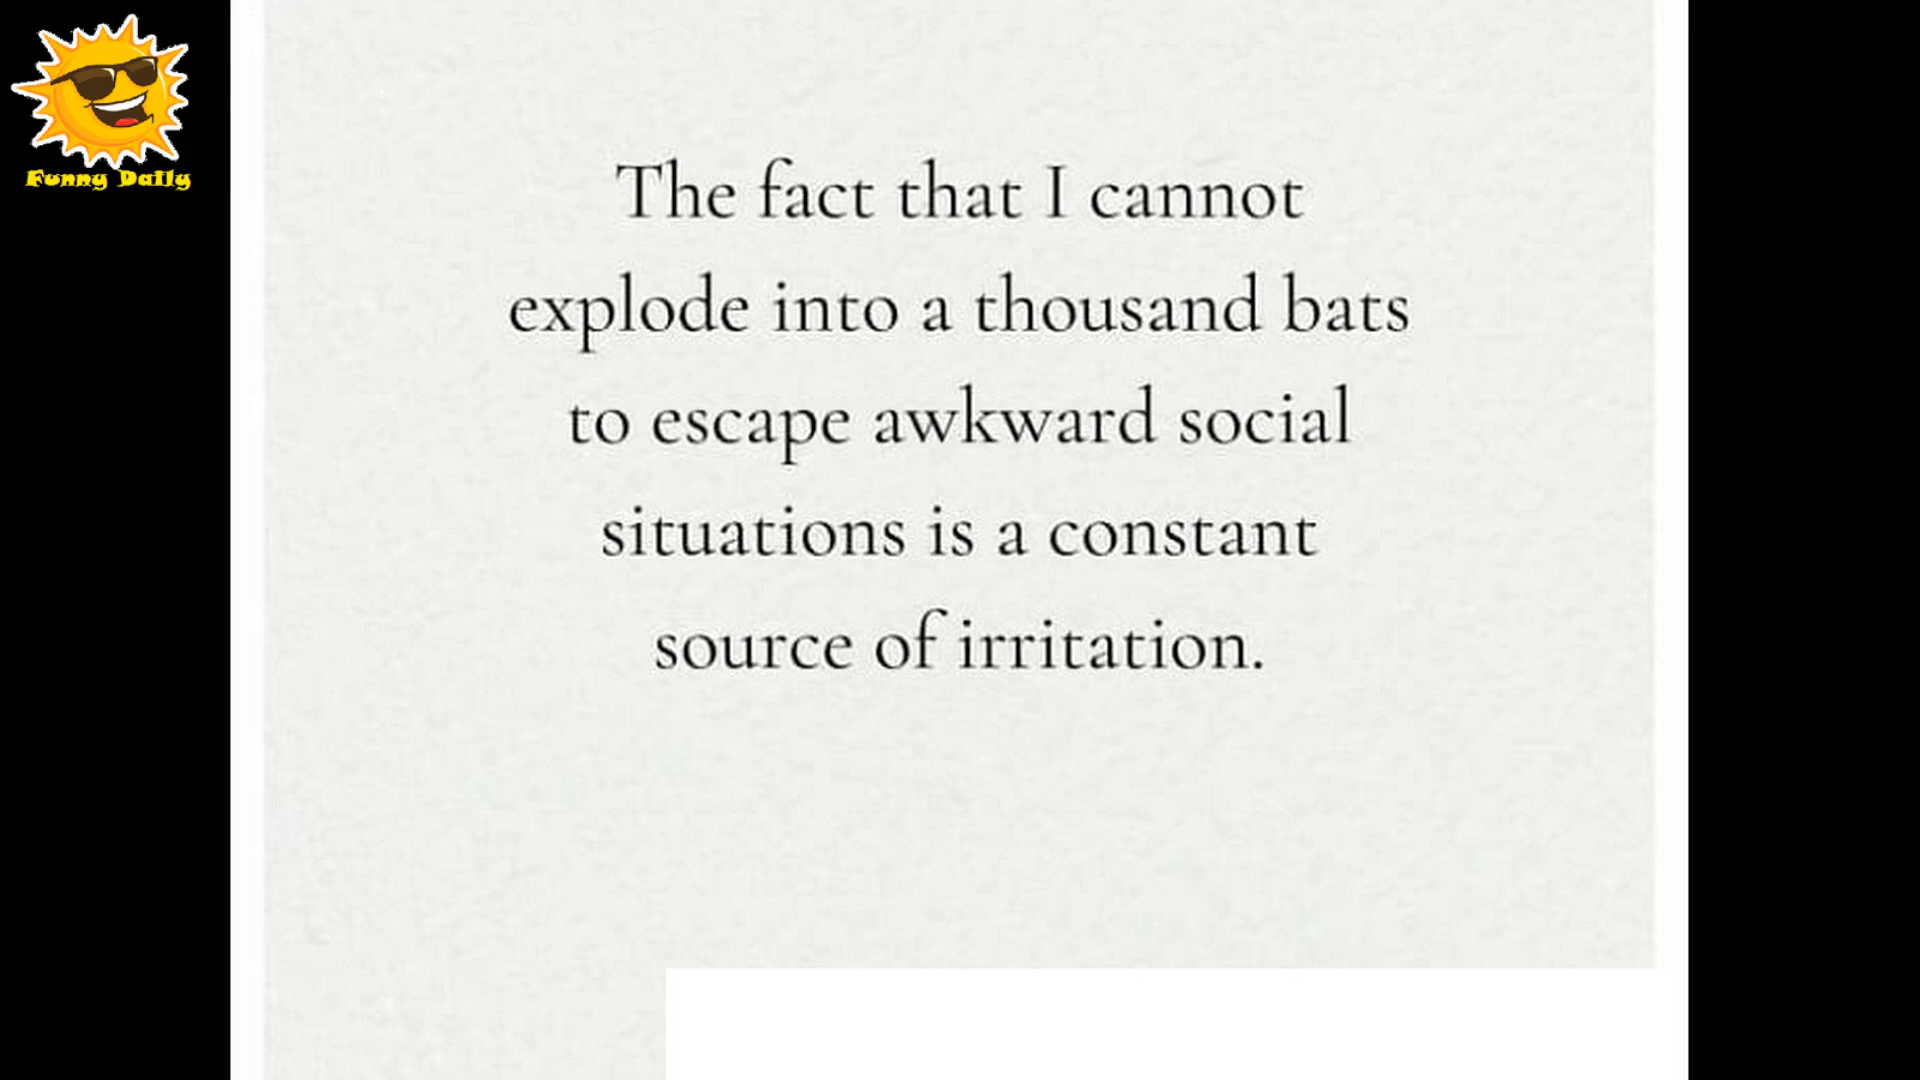 Funny Daily
The fact that I cannot
explode into a thousand bats
to escape awkward social
situations is a constant
source of irritation.